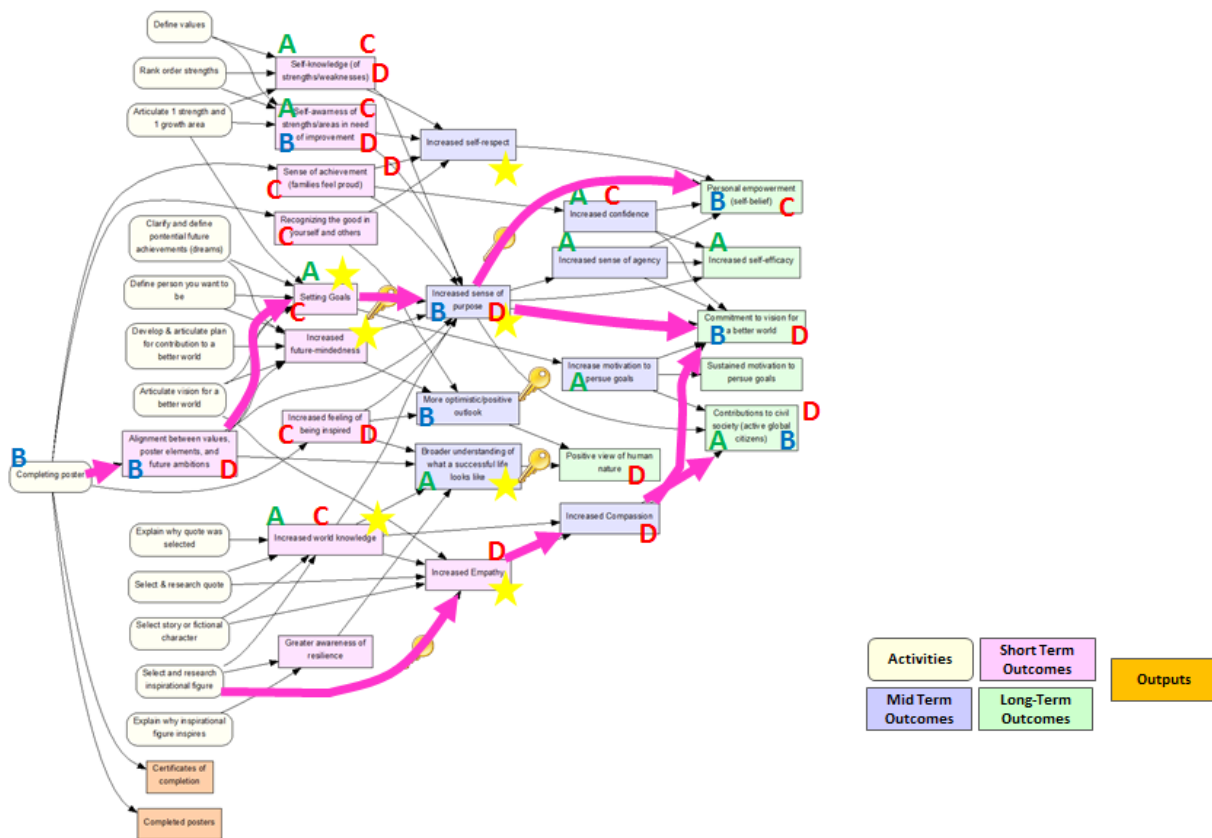 Define values
Rank order strengths
Articulate 1 strength and
1 growth area
A
C
Self-knowledge (of
strengths/weaknesses)
D
A
C
Self-awarness of
strengths/areas in need
of improvement
B
D
Sense of achievement
(families feel proud)
D
C
Recognizing the good in
yourself and others
C
Increased self-respect
Clarify and define
pontential future
achievements (dreams)
Define person you want to
be
Develop & articulate plan
for contribution to a
better world
Articulate vision for a
better world
A
Setting Goals
C
Increased
future-mindedness
Increased sense of
purpose
B
D
A
C
Increased confidence
A
Increased sense of agency
Personal empowerment
(self-belief)
B
C
A
Increased self-efficacy
Commitment to vision for
a better world
B
D
Increase motivation to
persue goals
A
Sustained motivation to
persue goals
More optimistic/positive
outlook
B
Contributions to civil
society (active global
citizens)
D
A
B
Increased feeling of
being inspired
C
D
B
Completing poster
Alignment between values,
poster elements, and
future ambitions
B
D
Broader understanding of
what a successful life
looks like
A
Positive view of human
nature
D
Explain why quote was
selected
A
C
Increased world knowledge
Increased Compassion
D
Select & research quote
D
Increased Empathy
Select story or fictional
character
Greater awareness of
resilience
Select and research
inspirational figure
Explain why inspirational
figure inspires
Certificates of
completion
Completed posters
Activities
Short Term
Outcomes
Outputs
Mid Term
Outcomes
Long-Term
Outcomes